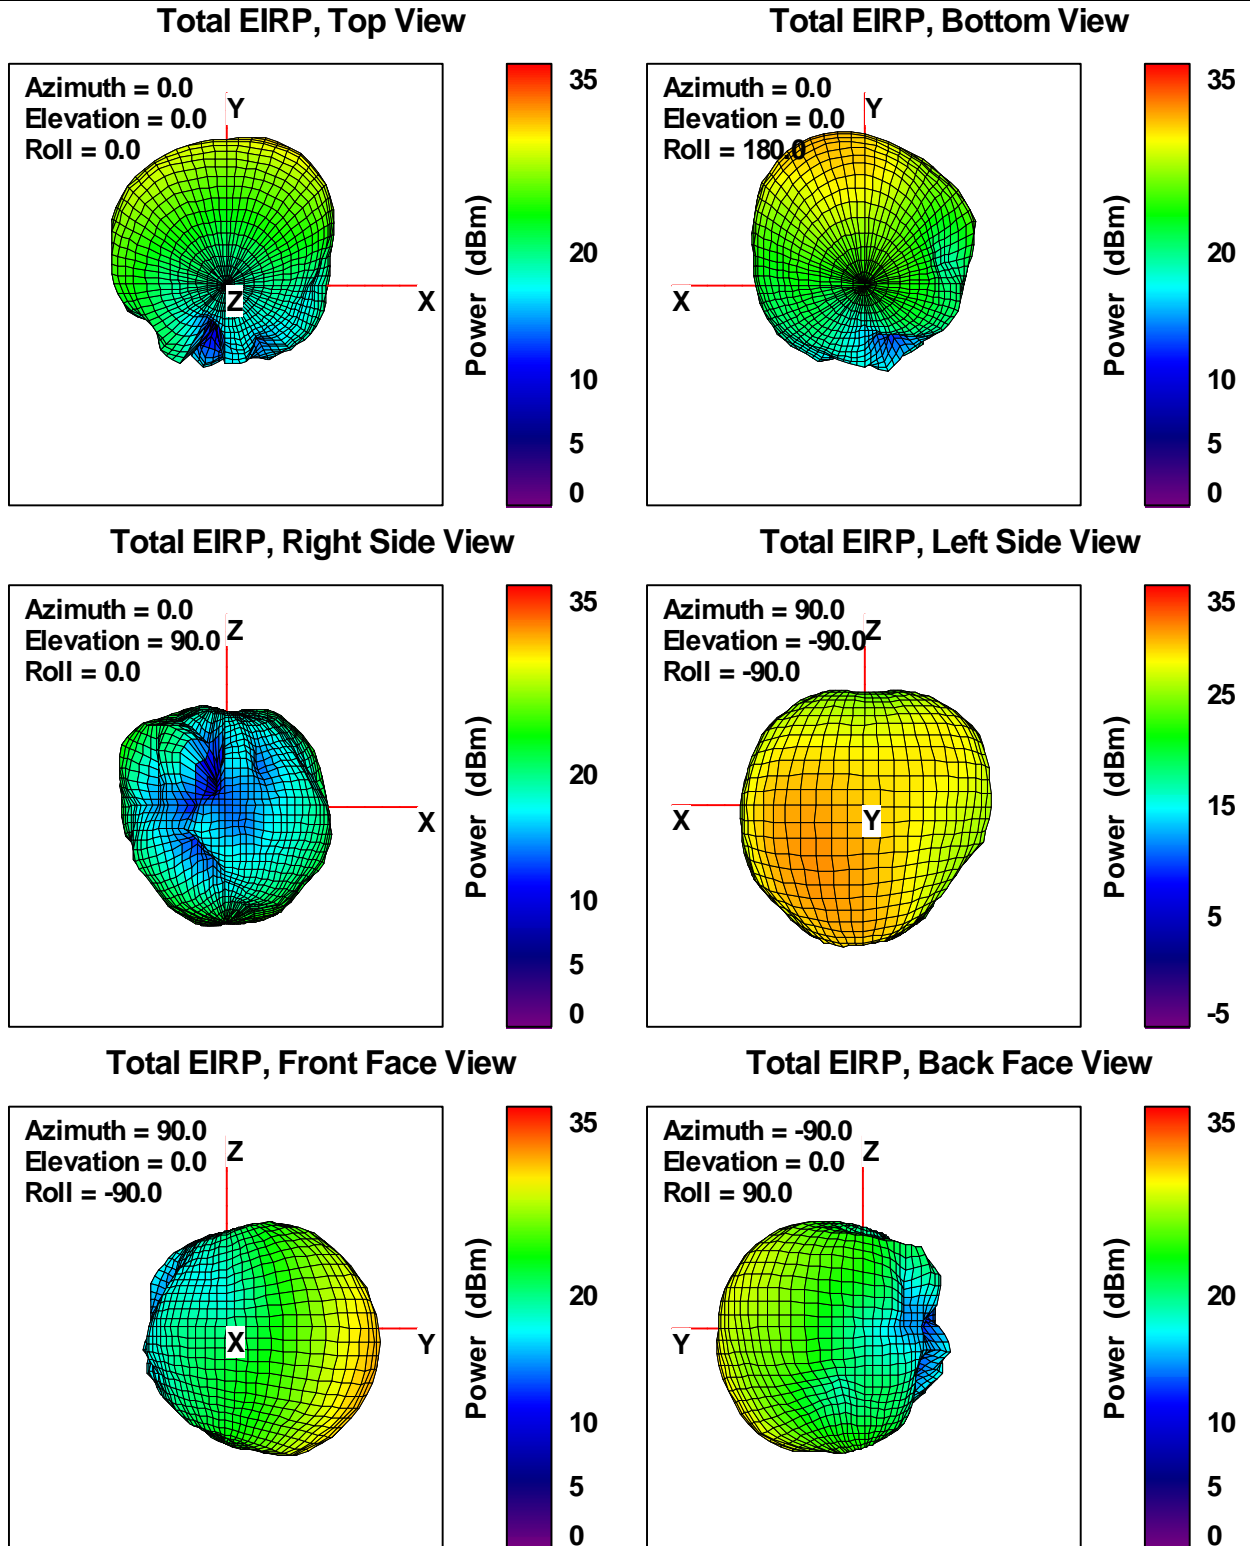 Total EIRP, Top View
Azimuth = 0.0
Elevation = 0.0
Roll = 0.0
Y
X
Z
Power (dBm)
35
20
10
5
0
Total EIRP, Bottom View
Azimuth = 0.0
Elevation = 0.0
Roll = 180.0
Y
X
Power (dBm)
35
20
10
5
0
Total EIRP, Right Side View
Azimuth = 0.0
Elevation = 90.0
Roll = 0.0
Z
X
Power (dBm)
35
20
10
5
0
Total EIRP, Left Side View
Azimuth = 90.0
Elevation = -90.0
Roll = -90.0
Z
X
Y
Power (dBm)
35
25
20
15
5
-5
Total EIRP, Front Face View
Azimuth = 90.0
Elevation = 0.0
Roll = -90.0
Z
X
Y
Power (dBm)
35
20
10
5
0
Total EIRP, Back Face View
Azimuth = -90.0
Elevation = 0.0
Roll = 90.0
Z
Y
Power (dBm)
35
20
10
5
0